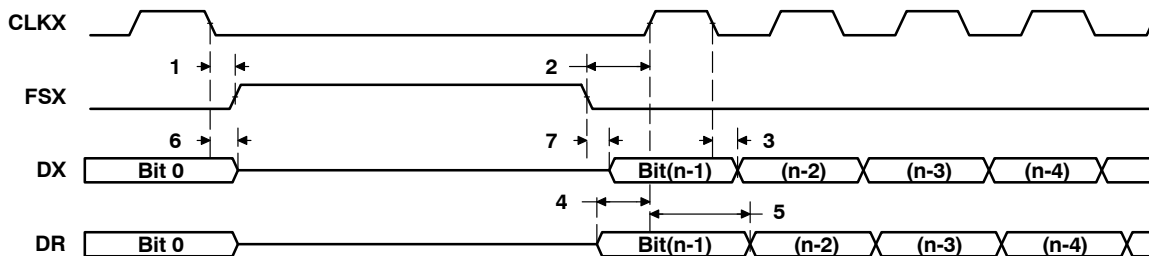 CLKX
1 2
FSX
6 7 3
DX Bit 0 Bit(n-1) (n-2) (n-3) (n-4)
4 5
DR Bit 0 Bit(n-1) (n-2) (n-3) (n-4)